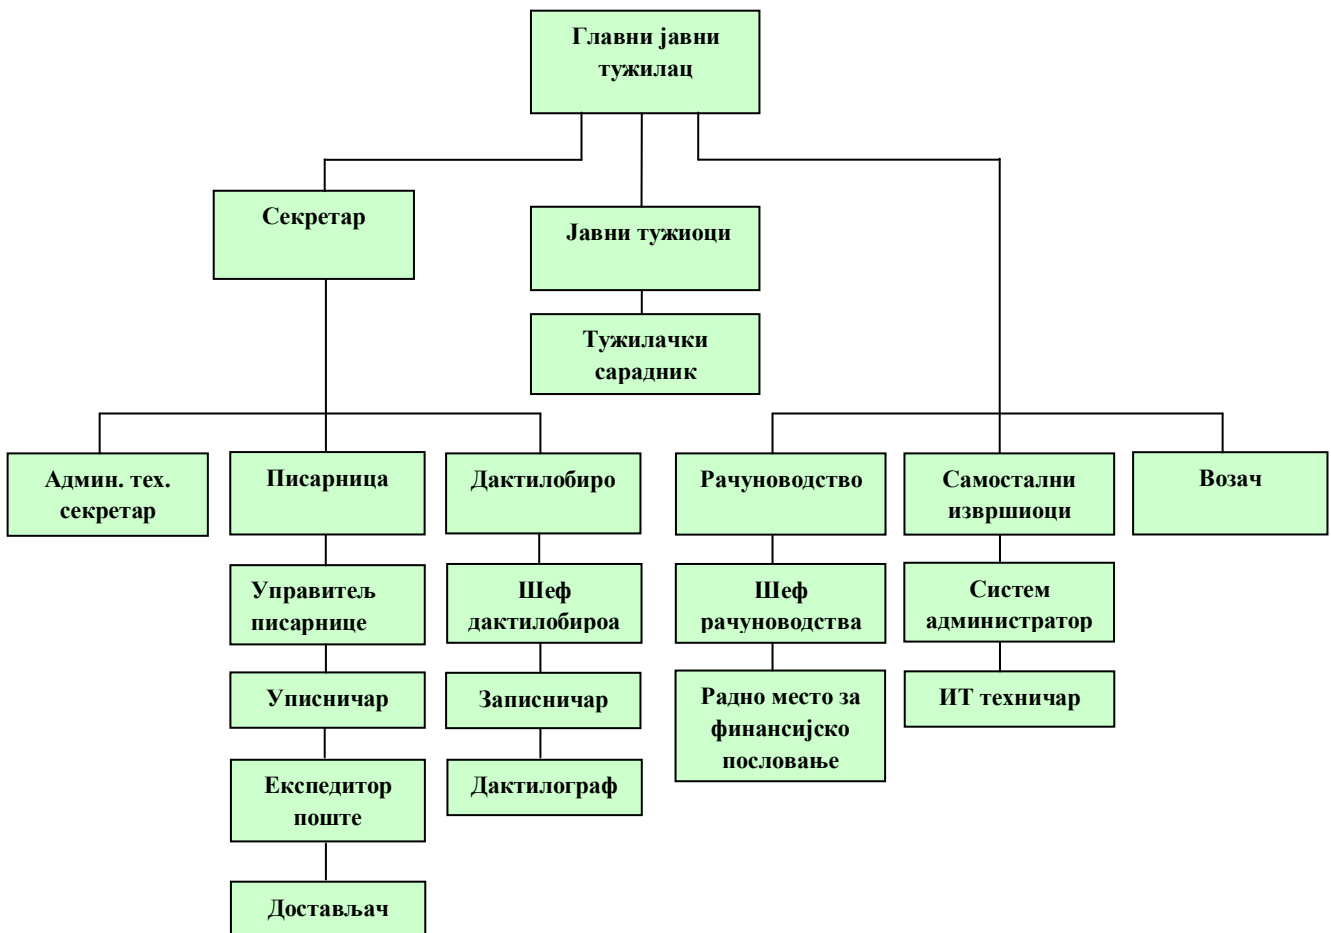 Главни јавни
тужилац
Секретар
Јавни тужиоци
Тужилачки
сарадник
Админ. тех.
секретар
Писарница
Дактилобиро
Рачуноводство
Самостални
извршиоци
Возач
Управитељ
писарнице
Шеф
дактилобироа
Шеф
рачуноводства
Систем
администратор
Уписничар
Записничар
Радно место за
финансијско
пословање
ИТ техничар
Експедитор
поште
Дактилограф
Достављач